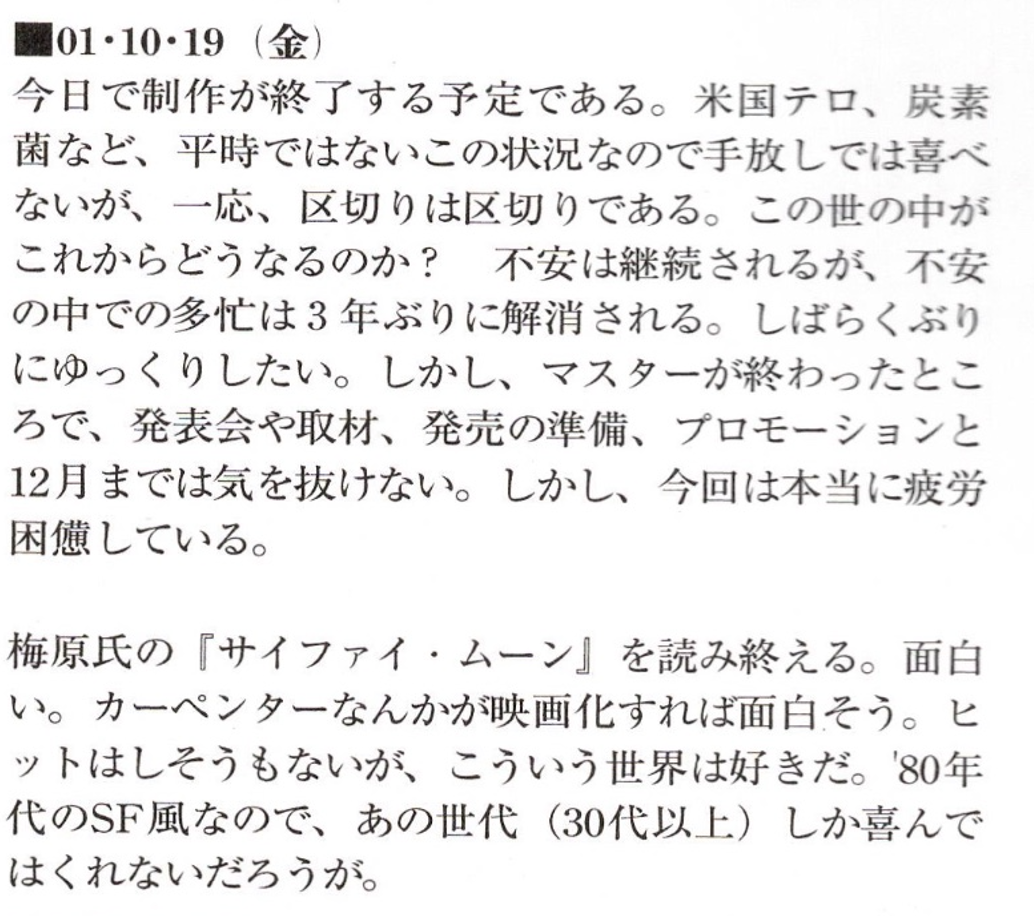 ■01・10・19（金）
今日で制作が終了する予定である。米国テロ、炭素
菌など、平時ではないこの状況なので手放しでは喜べ
ないが、一応、区切りは区切りである。この世の中が
これからどうなるのか？　不安は継続されるが、不安
の中での多忙は3年ぶりに解消される。しばらくぶり
にゆっくりしたい。しかし、マスターが終わったとこ
ろで、発表会や取材、発売の準備、プロモーションと
12月までは気を抜けない。しかし、今回は本当に疲労
困憊している。
梅原氏の『サイファイ・ムーン』を読み終える。面白
い。カーペンターなんかが映画化すれば面白そう。ヒ
ットはしそうもないが、こういう世界は好きだ。'80年
代のSF風なので、あの世代（30代以上）しか喜んで
はくれないだろうが。